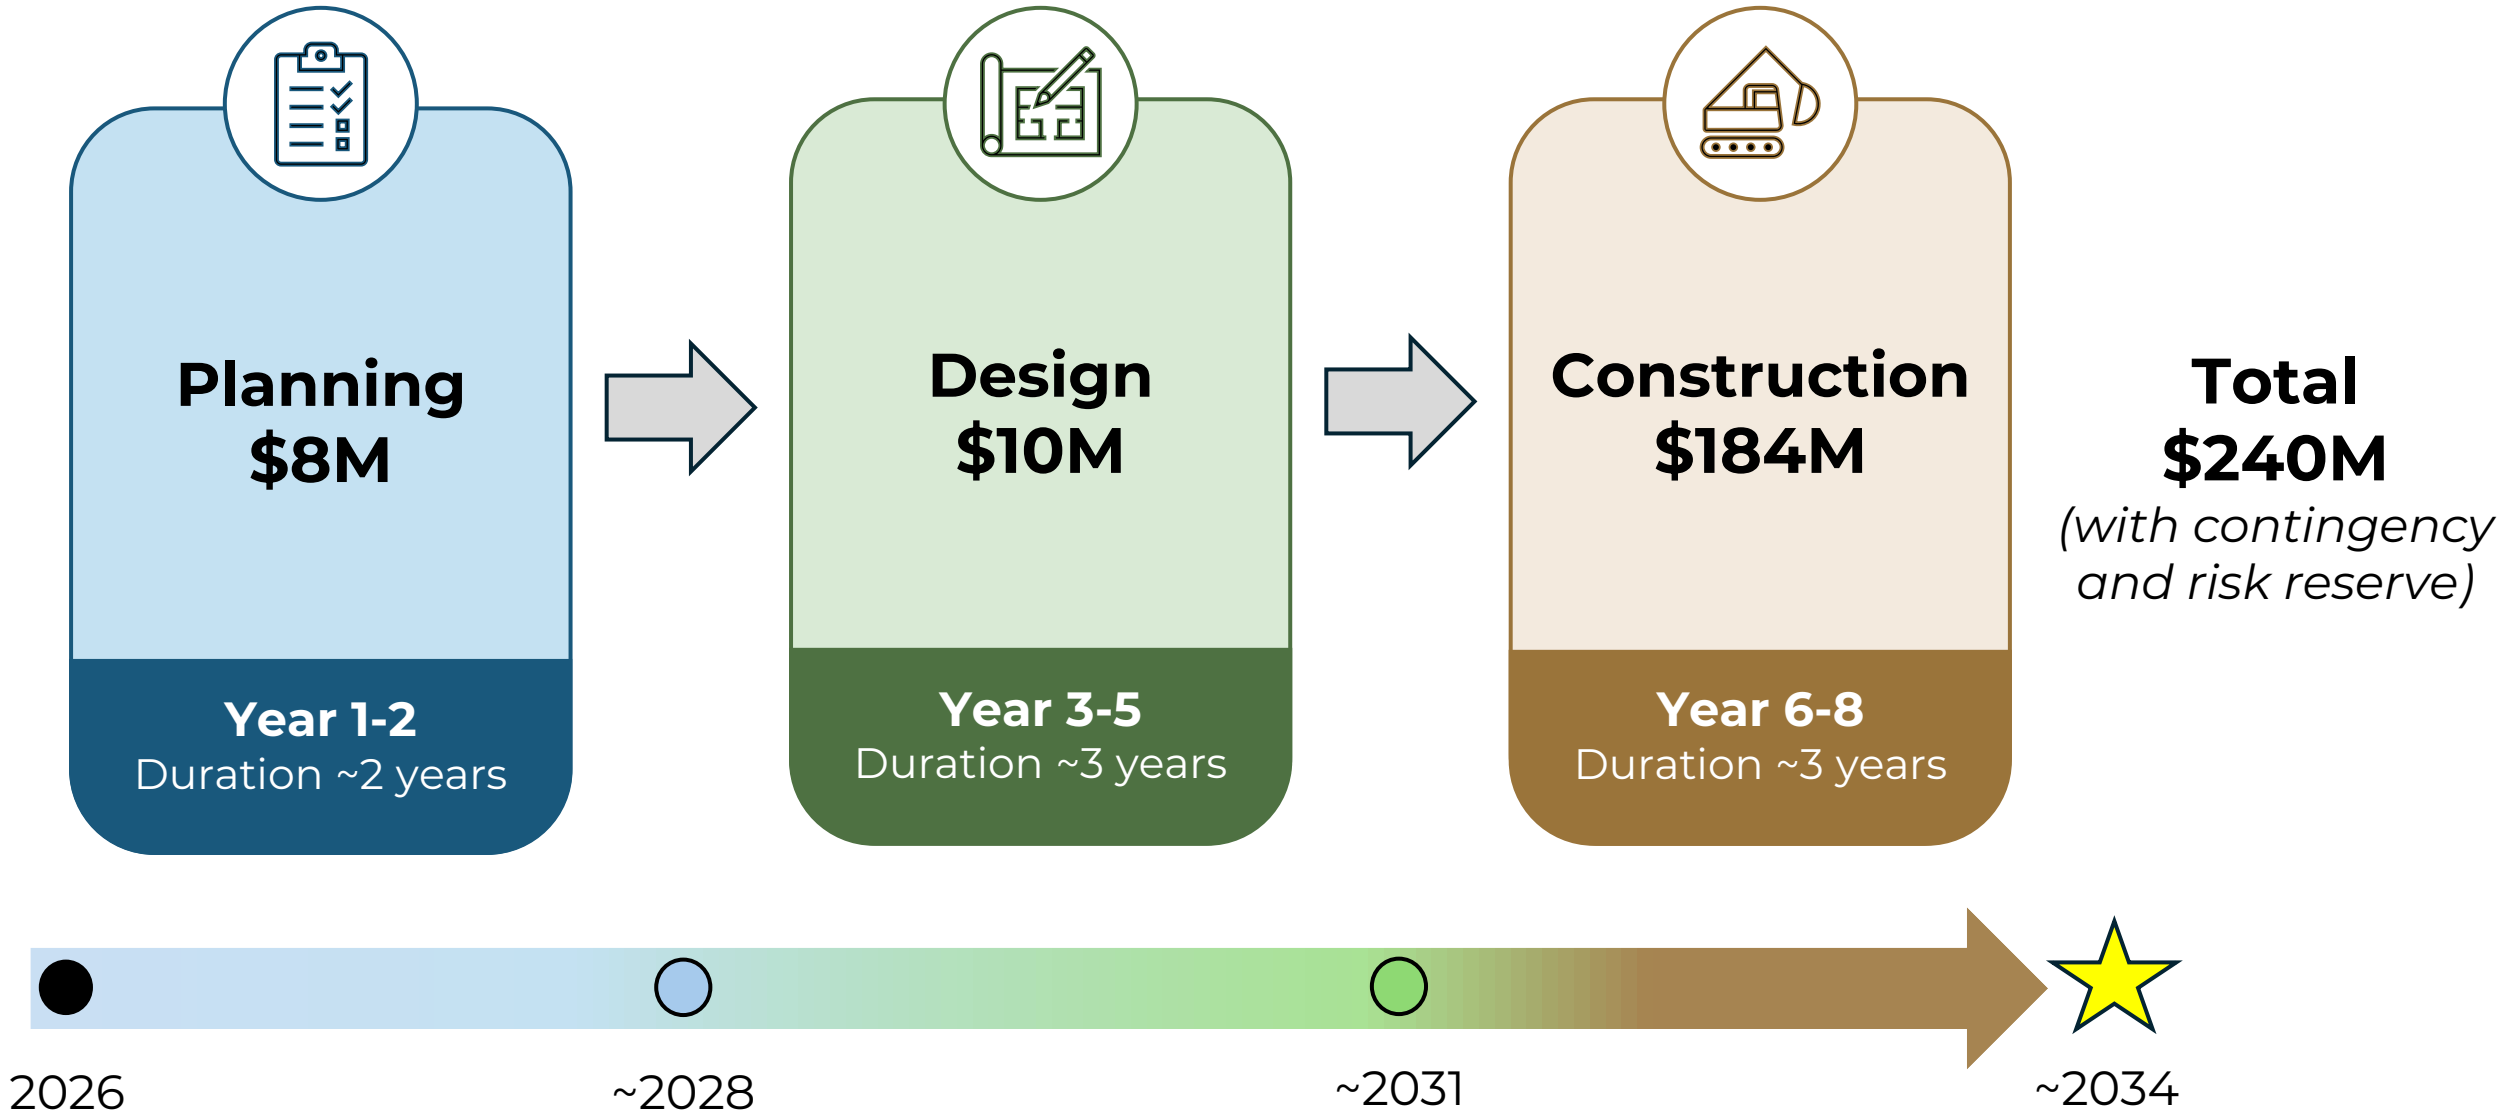 Planning
$8M
Year 1-2
Duration ~2 years
Design
$10M
Year 3-5
Duration ~3 years
Construction
$184M
Year 6-8
Duration ~3 years
Total
$240M
(with contingency
and risk reserve)
2026
~2028
~2031
~2034